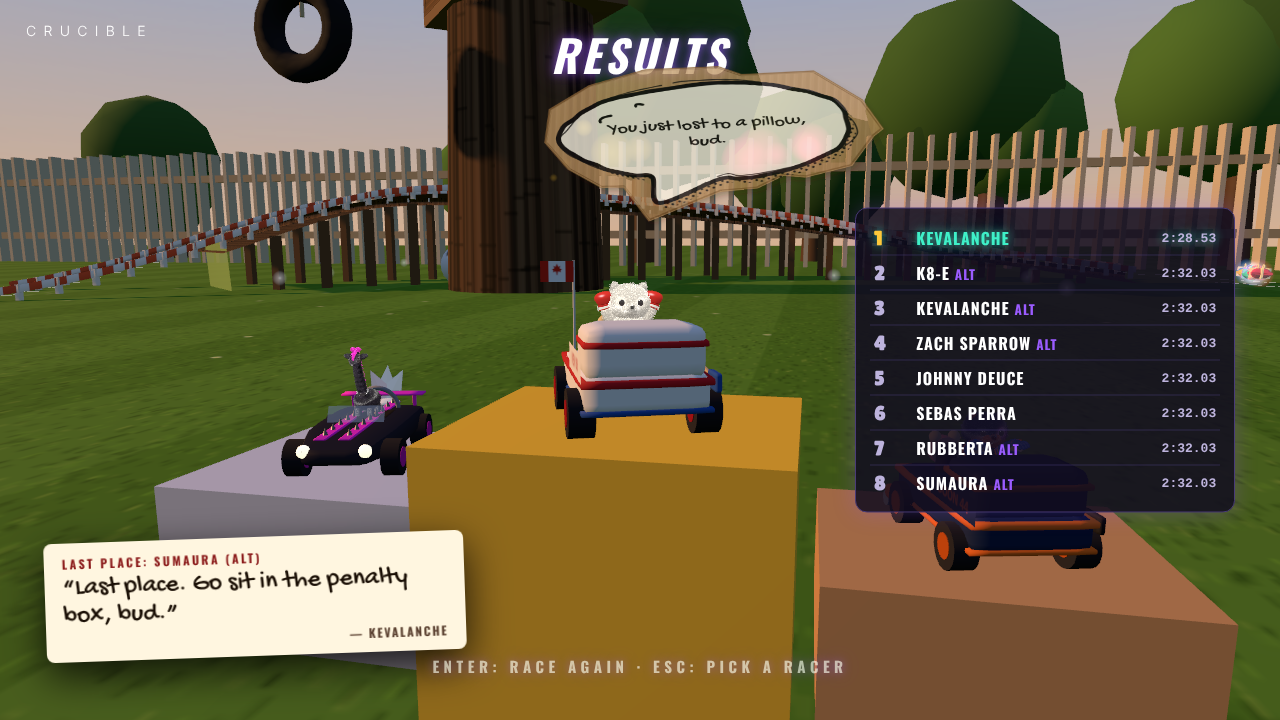 CRUCIBLE
RESULTS
You just lost to a pillow,
bud.
1 KEVALANCHE 2:28.53
2 K8-E ALT 2:32.03
3 KEVALANCHE ALT 2:32.03
4 ZACH SPARROW ALT 2:32.03
5 JOHNNY DEUCE 2:32.03
6 SEBAS PERRA 2:32.03
7 RUBBERTA ALT 2:32.03
8 SUMAURA ALT 2:32.03
LAST PLACE: SUMAURA (ALT)
“Last place. Go sit in the penalty
box, bud.”
— KEVALANCHE
ENTER: RACE AGAIN · ESC: PICK A RACER